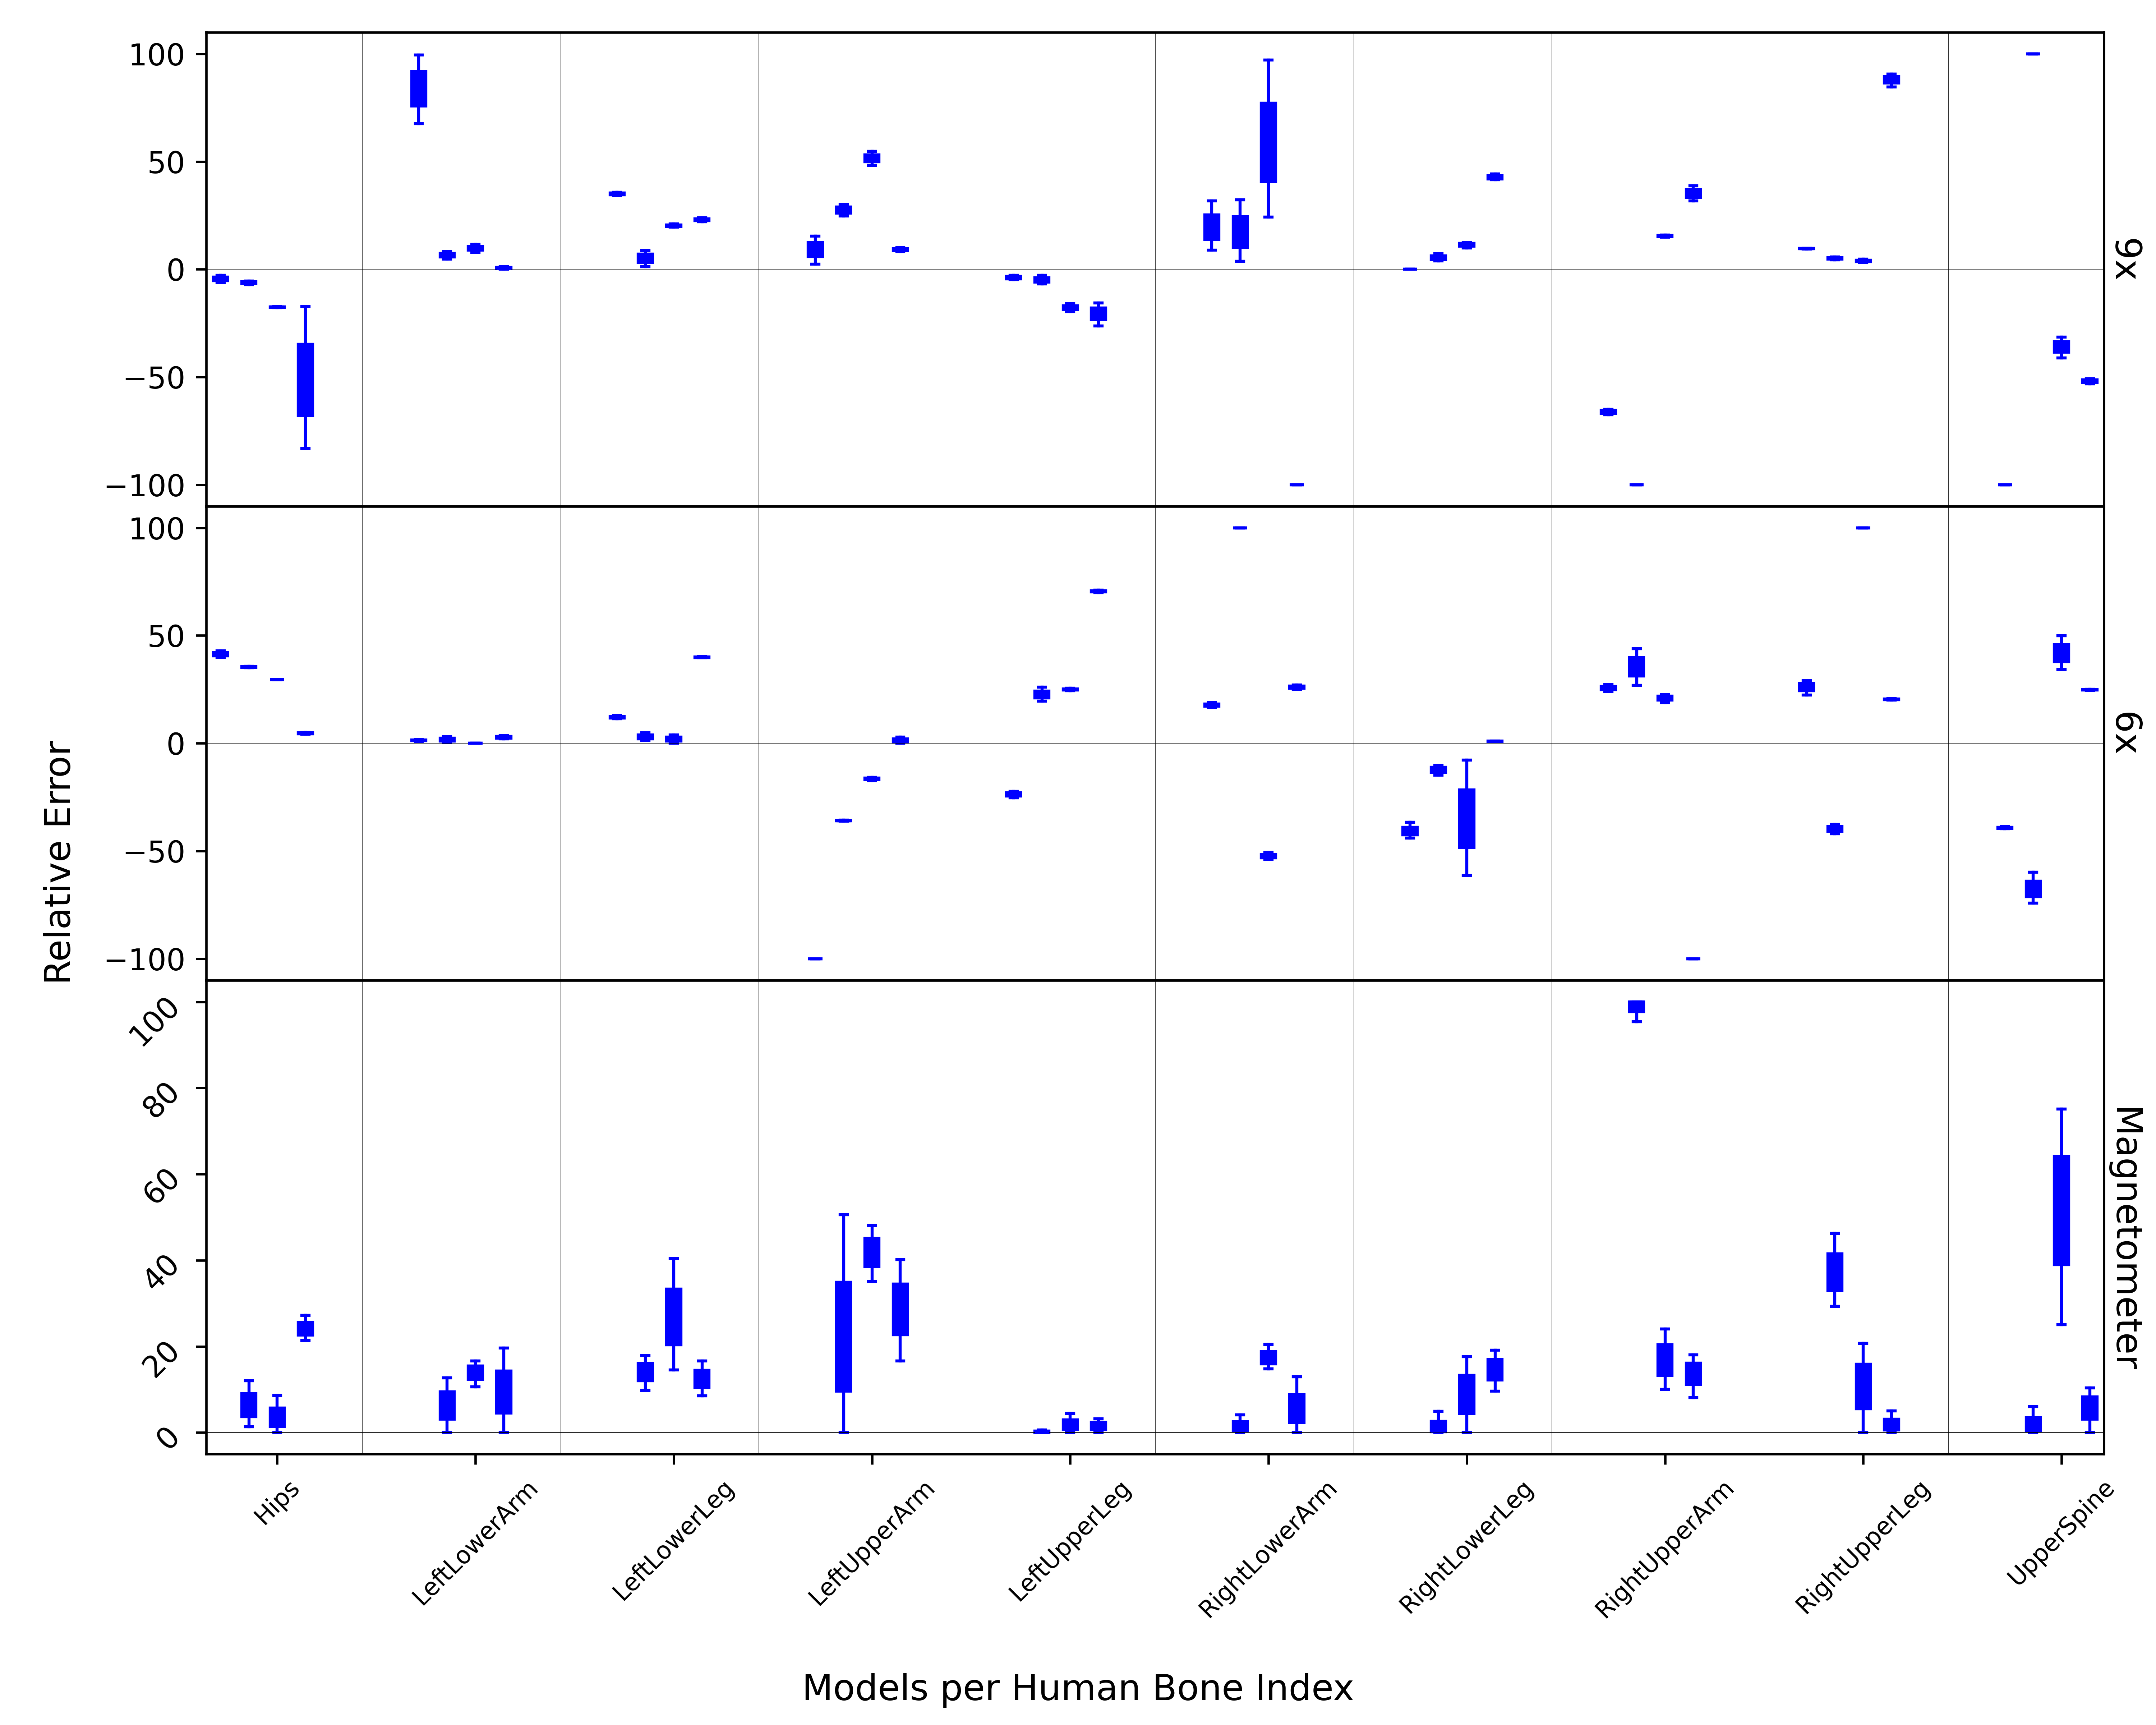 100
50
0
−50
−100
9x
100
50
0
−50
−100
6x
Relative Error
100
80
60
40
20
0
Magnetometer
Hips
LeftLowerArm
LeftLowerLeg
LeftUpperArm
LeftUpperLeg
RightLowerArm
RightLowerLeg
RightUpperArm
RightUpperLeg
UpperSpine
Models per Human Bone Index